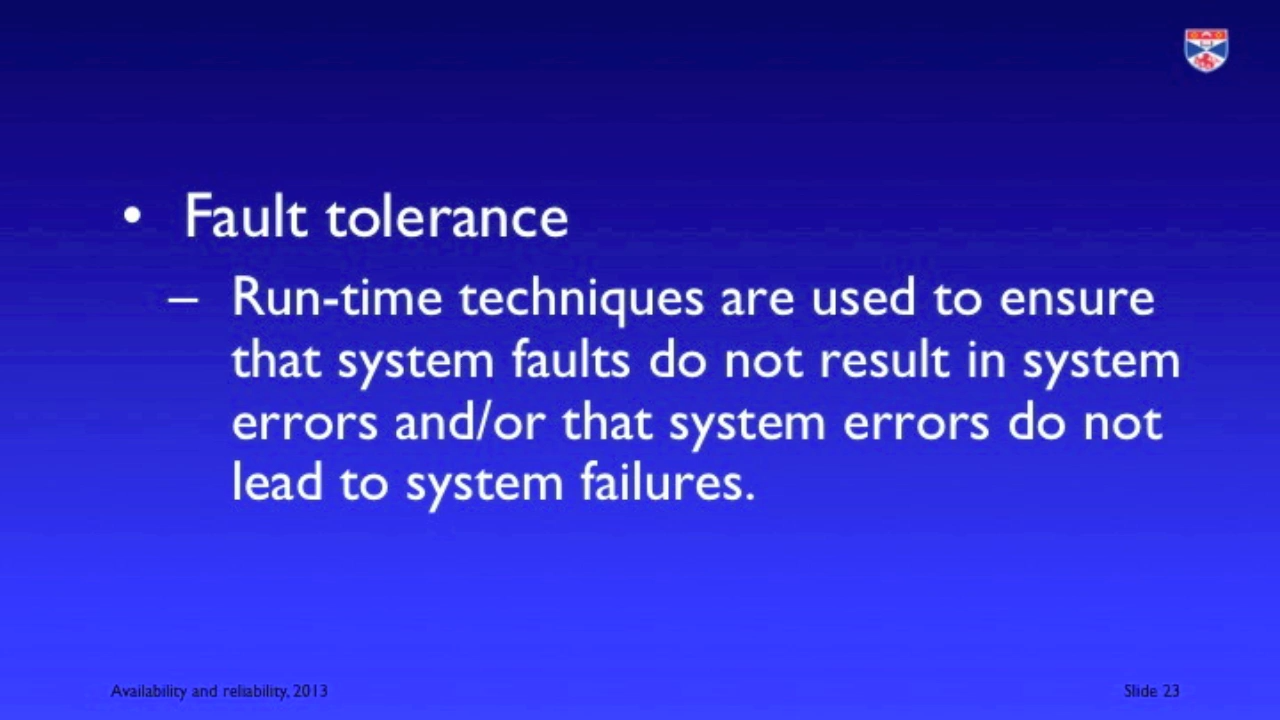 • Fault tolerance
– Run-time techniques are used to ensure
that system faults do not result in system
errors and/or that system errors do not
lead to system failures.
Availability and reliability, 2013
Slide 23